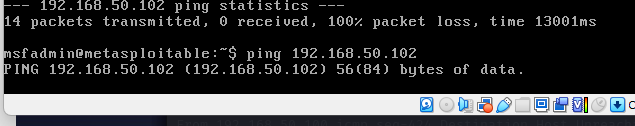 --- 192.168.50.102 ping statistics ---
14 packets transmitted, 0 received, 100% packet loss, time 13001ms
msfadmin@metasploitable:~$ ping 192.168.50.102
PING 192.168.50.102 (192.168.50.102) 56(84) bytes of data.